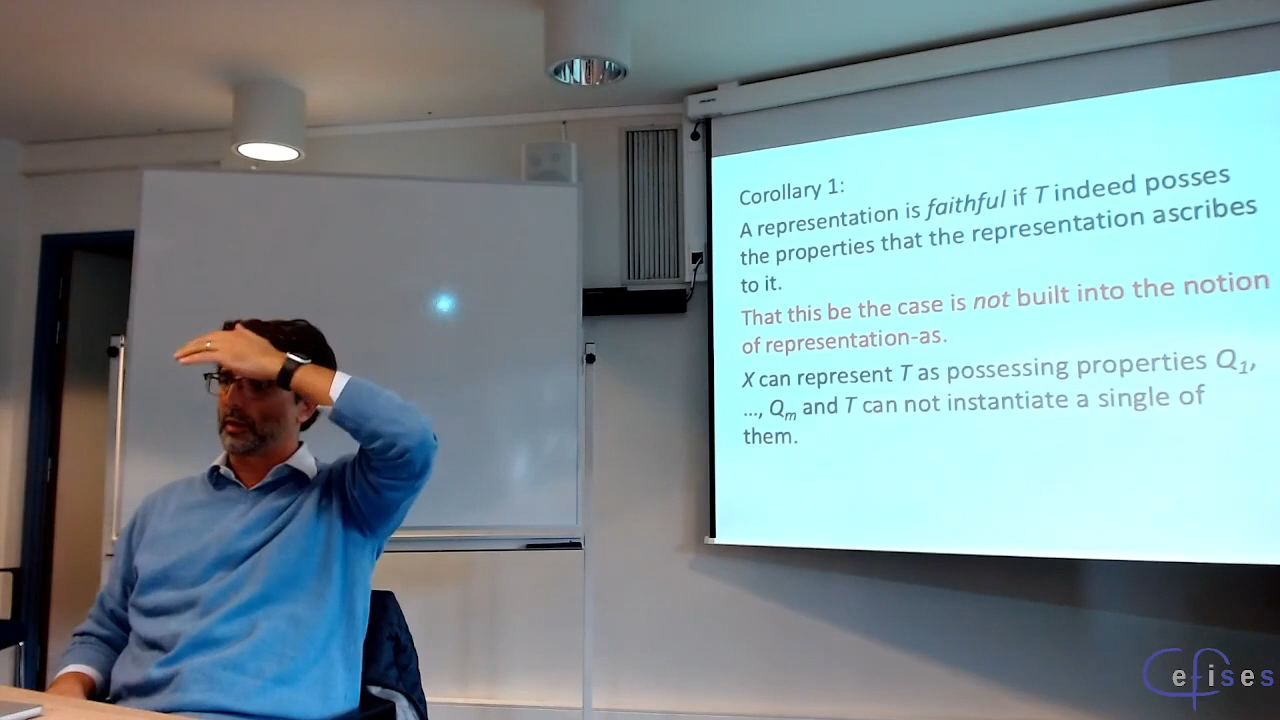 Corollary 1:
A representation is faithful if T indeed posses
the properties that the representation ascribes
to it.
That this be the case is not built into the notion
of representation-as.
X can represent T as possessing properties Q1,
..., Qm and T can not instantiate a single of
them.
Cefises